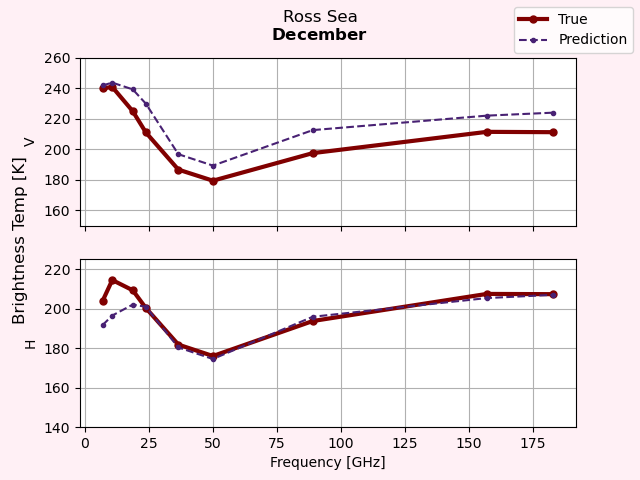 Ross Sea
December
True
Prediction
260
240
220
200
180
160
V
220
200
180
160
140
H
Brightness Temp [K]
0 25 50 75 100 125 150 175
Frequency [GHz]